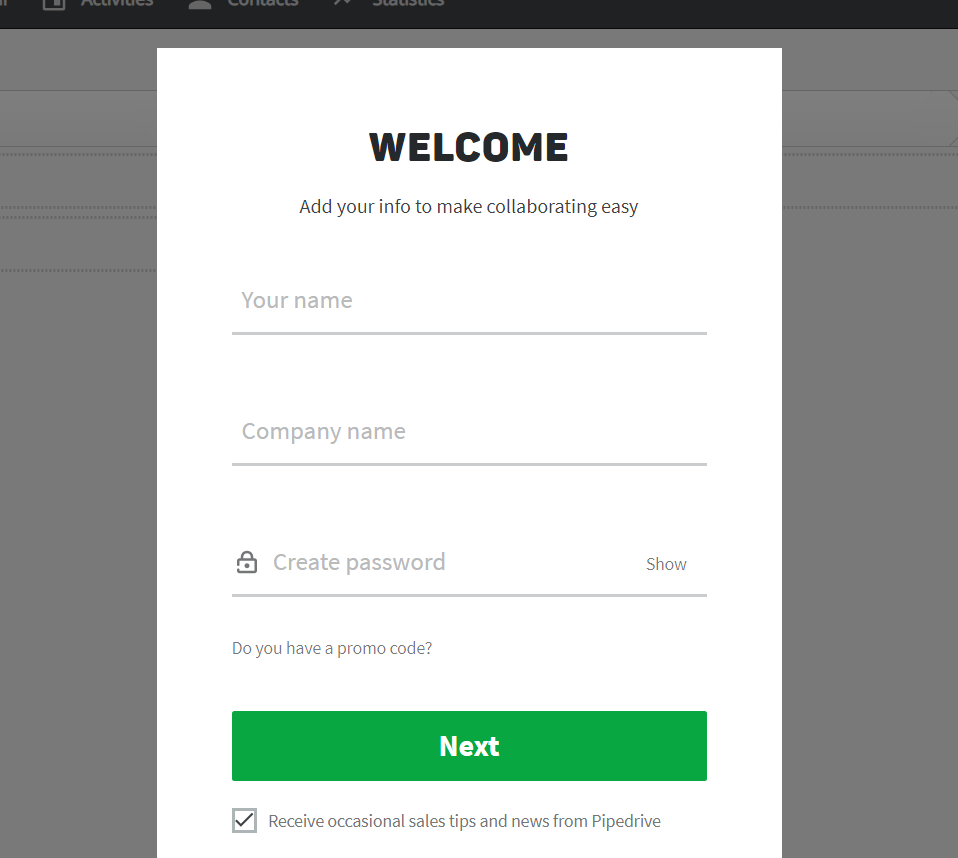 Activities Contacts Statistics
WELCOME
Add your info to make collaborating easy
Your name
Company name
Create password Show
Do you have a promo code?
Next
Receive occasional sales tips and news from Pipedrive